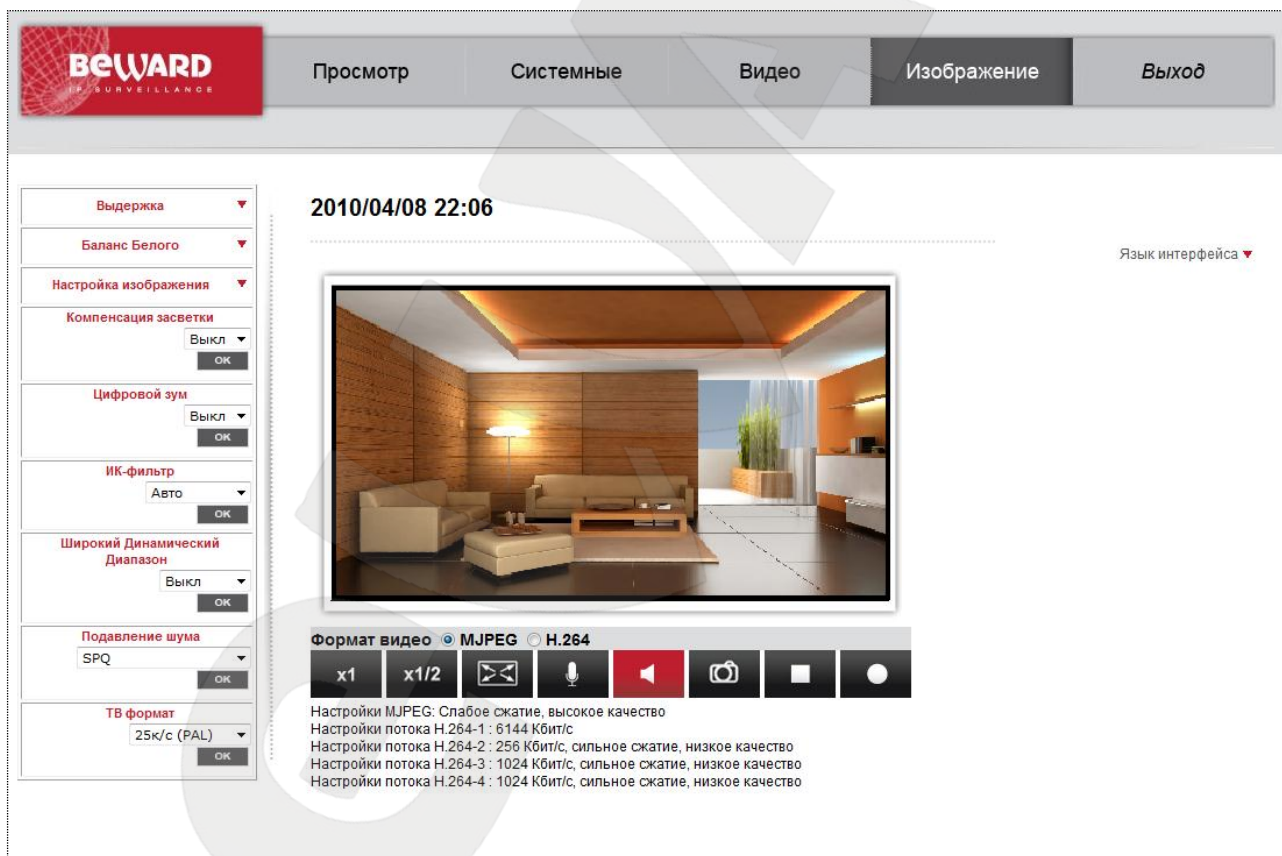 BEWARD
IP SURVEILLANCE
Просмотр
Системные
Видео
Изображение
Выход
Выдержка
Баланс Белого
Настройка изображения
Компенсация засветки
Выкл
OK
Цифровой зум
Выкл
OK
ИК-фильтр
Авто
OK
Широкий Динамический
Диапазон
Выкл
OK
Подавление шума
SPQ
OK
ТВ формат
25к/с (PAL)
OK
2010/04/08 22:06
Язык интерфейса
Формат видео MJPEG H.264
x1 x1/2
Настройки MJPEG: Слабое сжатие, высокое качество
Настройки потока H.264-1 : 6144 Кбит/с
Настройки потока H.264-2 : 256 Кбит/с, сильное сжатие, низкое качество
Настройки потока H.264-3 : 1024 Кбит/с, сильное сжатие, низкое качество
Настройки потока H.264-4 : 1024 Кбит/с, сильное сжатие, низкое качество